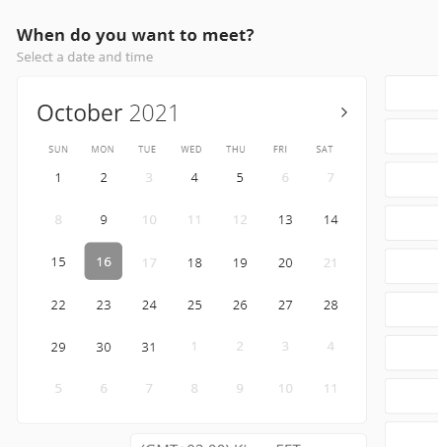 When do you want to meet?
Select a date and time
October 2021
SUN MON TUE WED THU FRI SAT
1 2 3 4 5 6 7
8 9 10 11 12 13 14
15 16 17 18 19 20 21
22 23 24 25 26 27 28
29 30 31 1 2 3 4
5 6 7 8 9 10 11